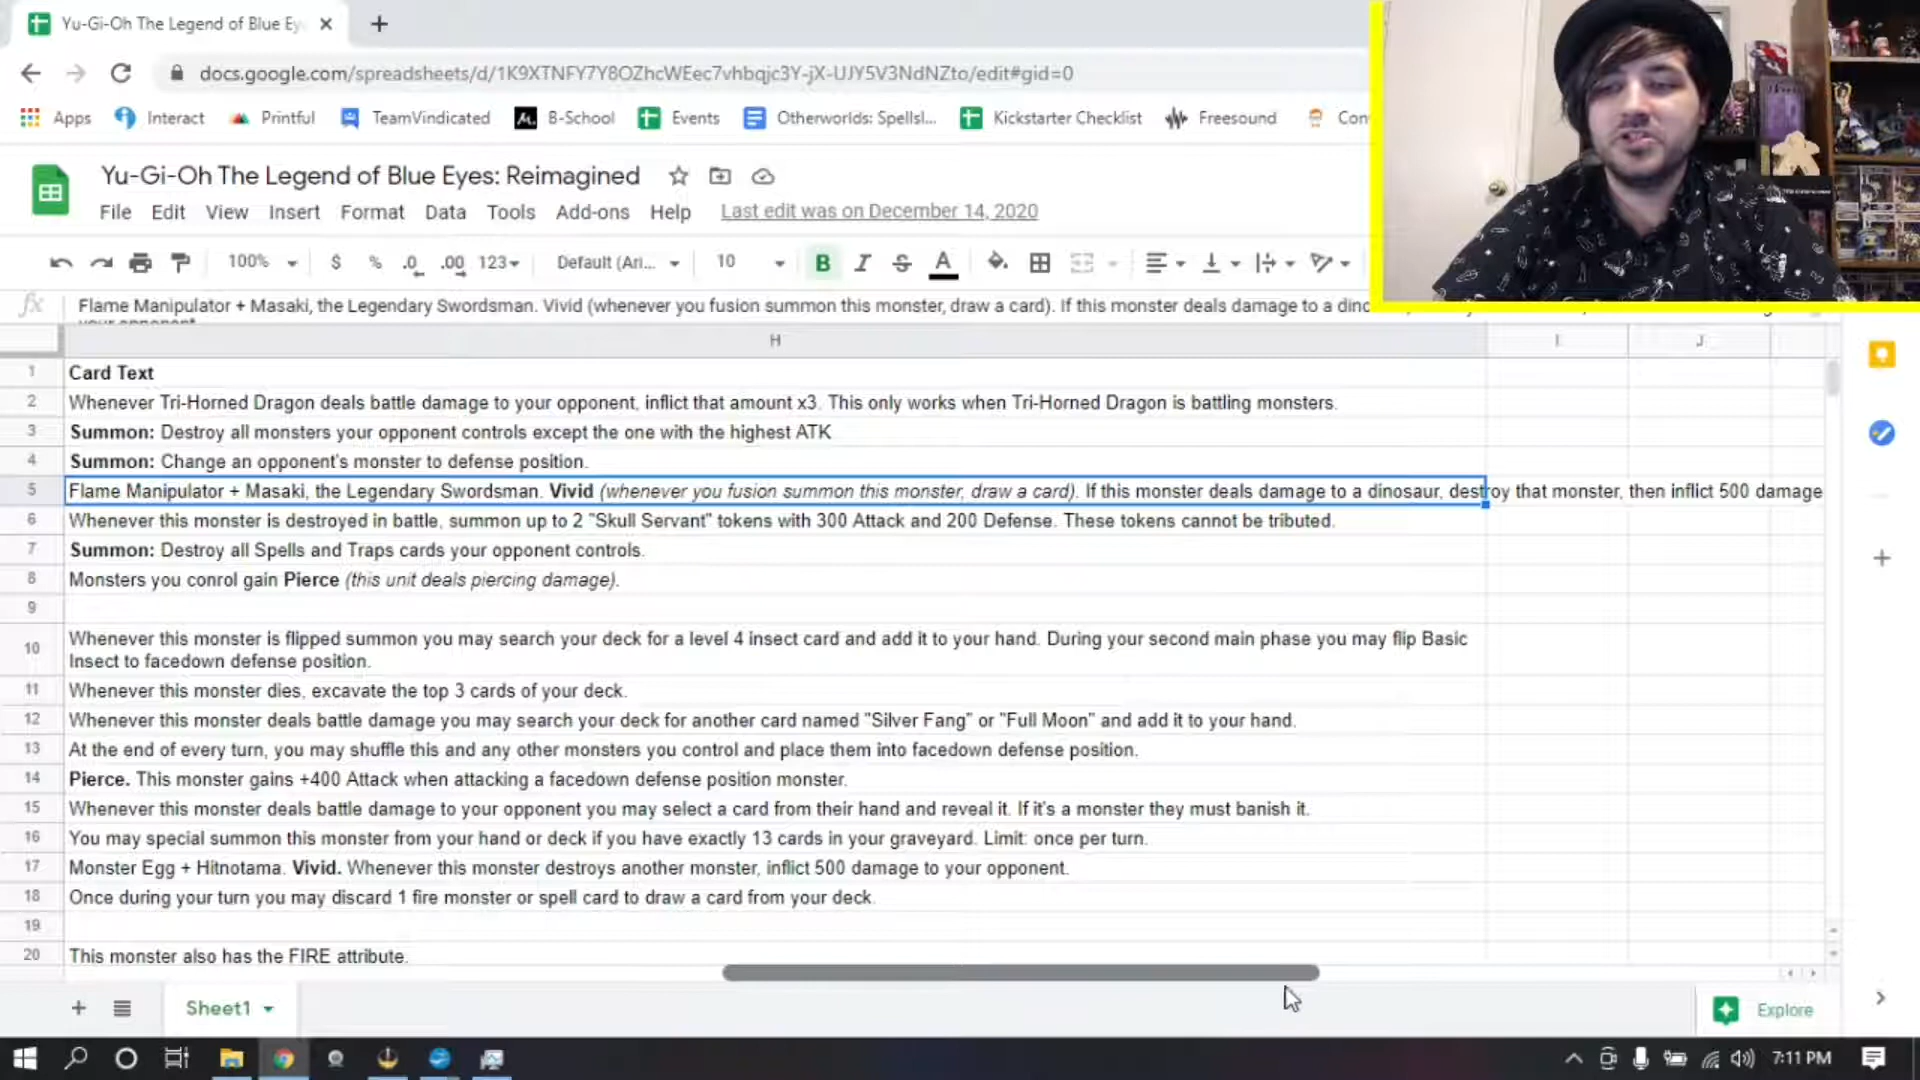 Yu-Gi-Oh The Legend of Blue Ey
docs.google.com/spreadsheets/d/1K9XTNFY7Y8OZhcWEec7vhbqjc3Y-jX-UJY5V3NdNZto/edit#gid=0
Apps Interact Printful TeamVindicated B-School Events Otherworlds: Spellsl... Kickstarter Checklist Freesound Con
Yu-Gi-Oh The Legend of Blue Eyes: Reimagined
File Edit View Insert Format Data Tools Add-ons Help Last edit was on December 14, 2020
100% $ % .0 .00 123 Default (Ari... 10 B I S A
fx Flame Manipulator + Masaki, the Legendary Swordsman. Vivid (whenever you fusion summon this monster, draw a card). If this monster deals damage to a dino
your opponent
H I J
1 Card Text
2 Whenever Tri-Horned Dragon deals battle damage to your opponent, inflict that amount x3. This only works when Tri-Horned Dragon is battling monsters.
3 Summon: Destroy all monsters your opponent controls except the one with the highest ATK
4 Summon: Change an opponent's monster to defense position.
5 Flame Manipulator + Masaki, the Legendary Swordsman. Vivid (whenever you fusion summon this monster, draw a card). If this monster deals damage to a dinosaur, destroy that monster, then inflict 500 damage
6 Whenever this monster is destroyed in battle, summon up to 2 "Skull Servant" tokens with 300 Attack and 200 Defense. These tokens cannot be tributed.
7 Summon: Destroy all Spells and Traps cards your opponent controls.
8 Monsters you conrol gain Pierce (this unit deals piercing damage).
9
10 Whenever this monster is flipped summon you may search your deck for a level 4 insect card and add it to your hand. During your second main phase you may flip Basic
Insect to facedown defense position.
11 Whenever this monster dies, excavate the top 3 cards of your deck.
12 Whenever this monster deals battle damage you may search your deck for another card named "Silver Fang" or "Full Moon" and add it to your hand.
13 At the end of every turn, you may shuffle this and any other monsters you control and place them into facedown defense position.
14 Pierce. This monster gains +400 Attack when attacking a facedown defense position monster.
15 Whenever this monster deals battle damage to your opponent you may select a card from their hand and reveal it. If it's a monster they must banish it.
16 You may special summon this monster from your hand or deck if you have exactly 13 cards in your graveyard. Limit: once per turn.
17 Monster Egg + Hitnotama. Vivid. Whenever this monster destroys another monster, inflict 500 damage to your opponent.
18 Once during your turn you may discard 1 fire monster or spell card to draw a card from your deck.
19
20 This monster also has the FIRE attribute.
Sheet1 Explore
7:11 PM